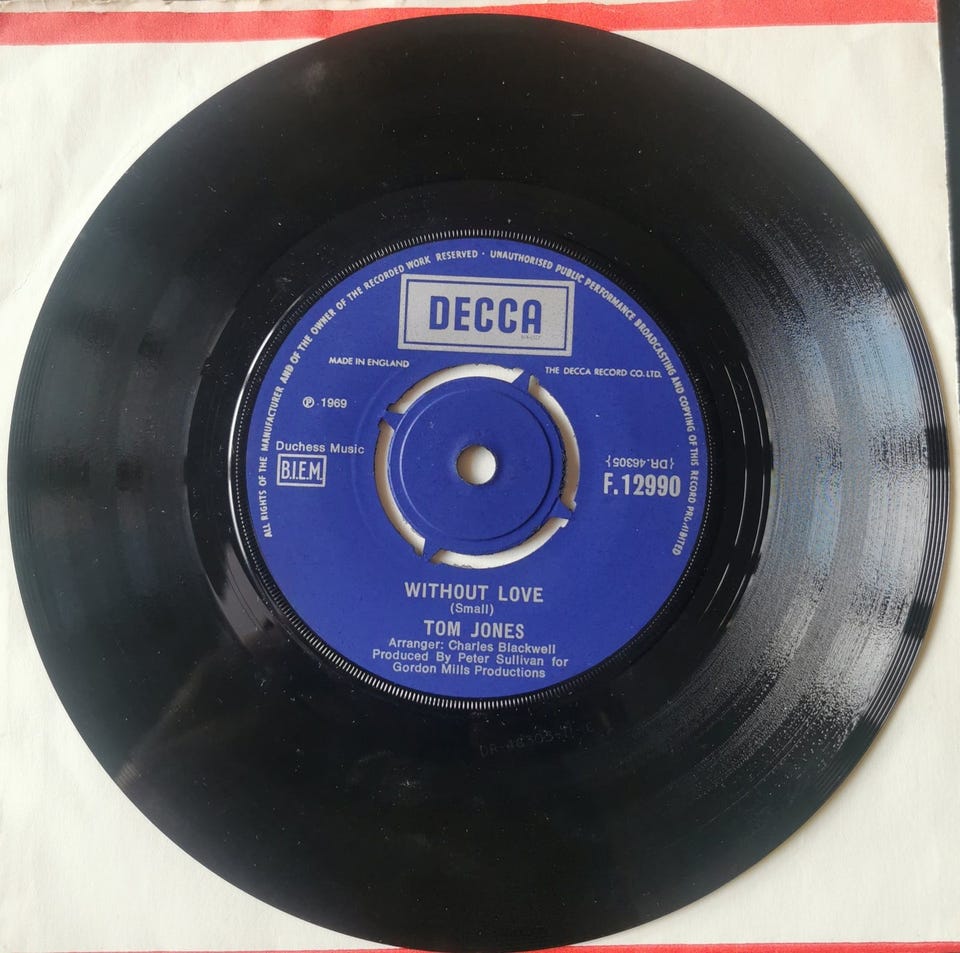 ALL RIGHTS OF THE MANUFACTURER AND OF THE OWNER OF THE RECORDED WORK RESERVED · UNAUTHORISED PUBLIC PERFORMANCE BROADCASTING AND COPYING OF THIS RECORD PROHIBITED
DECCA
MADE IN ENGLAND
THE DECCA RECORD CO. LTD.
℗ 1969
Duchess Music
B.I.E.M.
{DR.46305}
F.12990
WITHOUT LOVE
(Small)
TOM JONES
Arranger: Charles Blackwell
Produced By Peter Sullivan for
Gordon Mills Productions